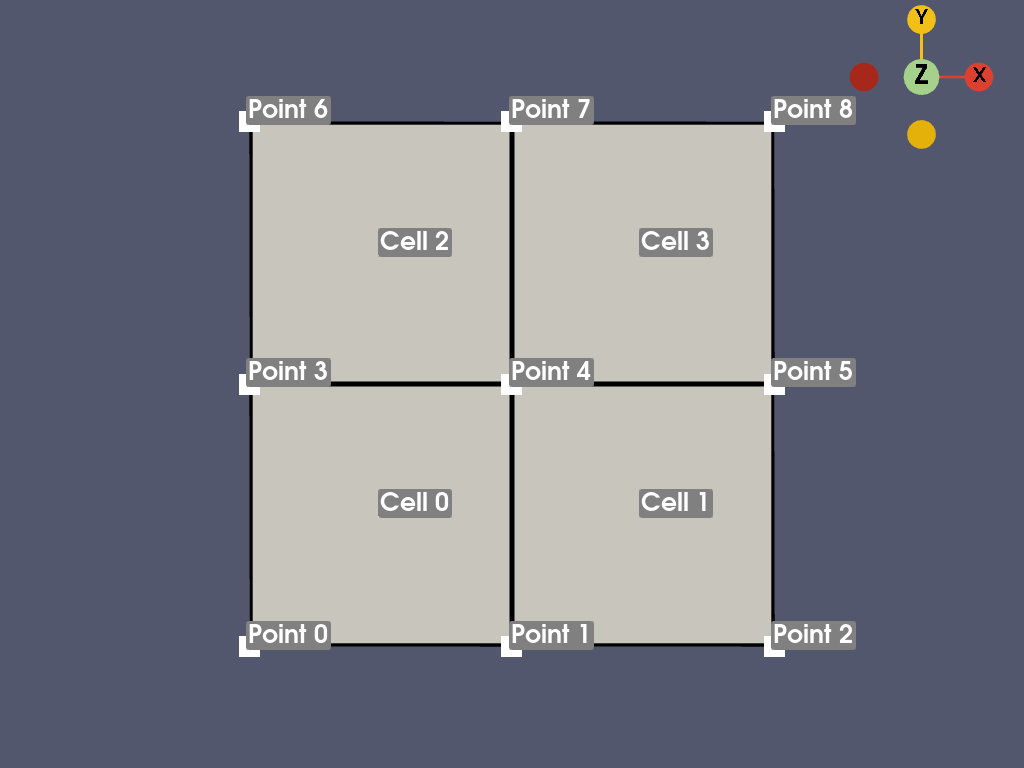 Y
Z X
Point 6 Point 7 Point 8
Cell 2 Cell 3
Point 3 Point 4 Point 5
Cell 0 Cell 1
Point 0 Point 1 Point 2